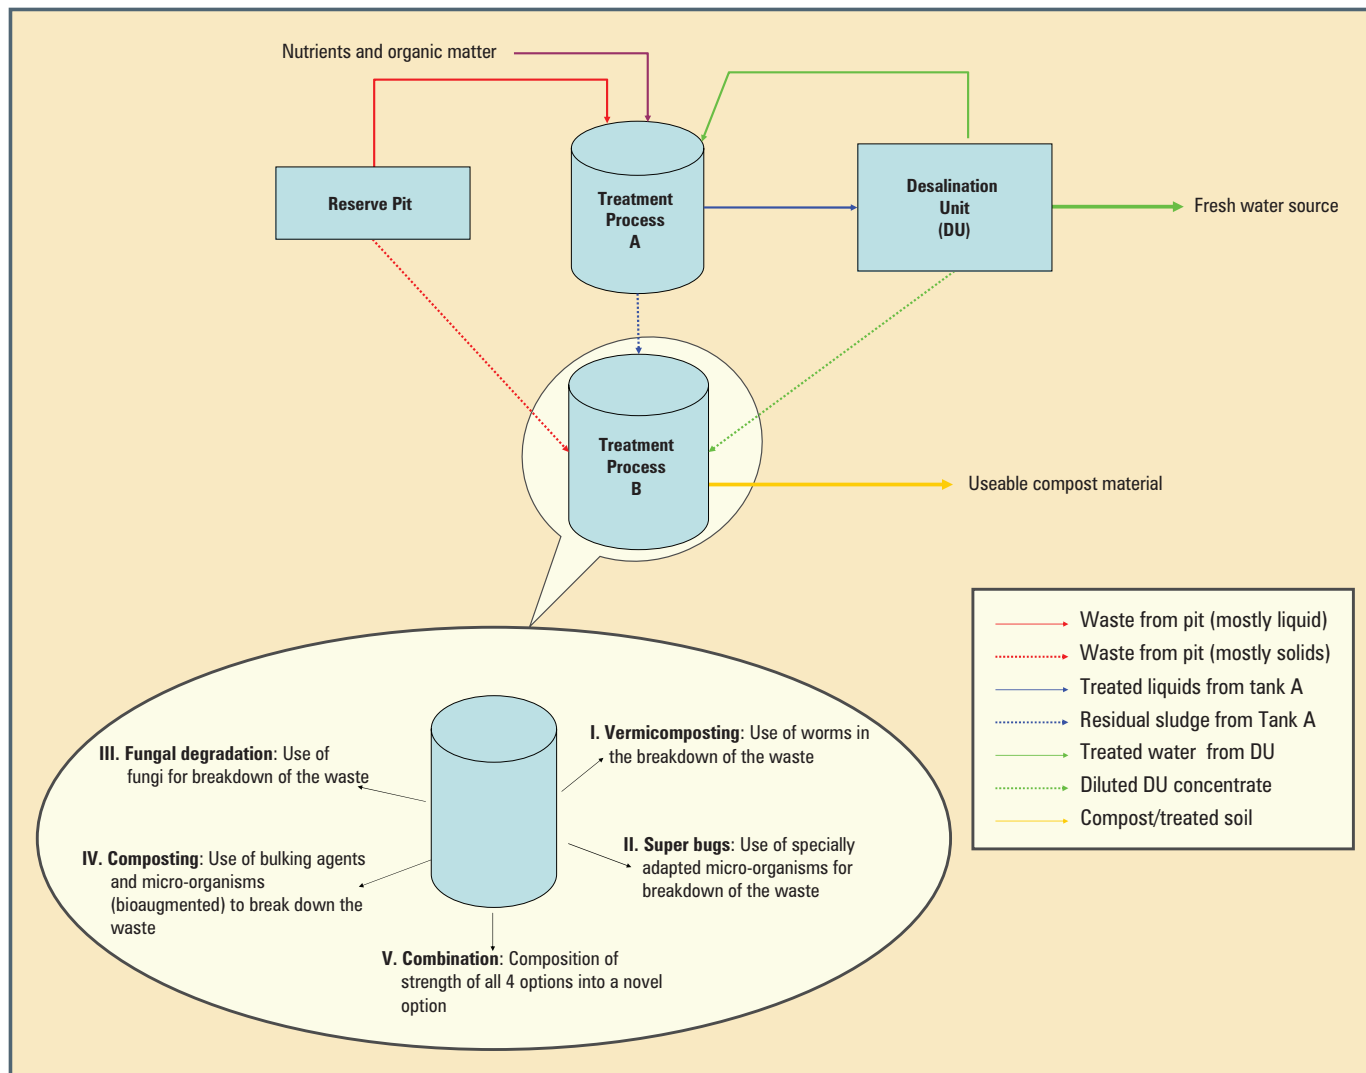 Nutrients and organic matter
Reserve Pit
Treatment
Process
A
Desalination
Unit
(DU)
Fresh water source
Treatment
Process
B
Useable compost material
Waste from pit (mostly liquid)
Waste from pit (mostly solids)
Treated liquids from tank A
Residual sludge from Tank A
Treated water from DU
Diluted DU concentrate
Compost/treated soil
III. Fungal degradation: Use of
fungi for breakdown of the waste
I. Vermicomposting: Use of worms in
the breakdown of the waste
IV. Composting: Use of bulking agents
and micro-organisms
(bioaugmented) to break down the
waste
II. Super bugs: Use of specially
adapted micro-organisms for
breakdown of the waste
V. Combination: Composition of
strength of all 4 options into a novel
option